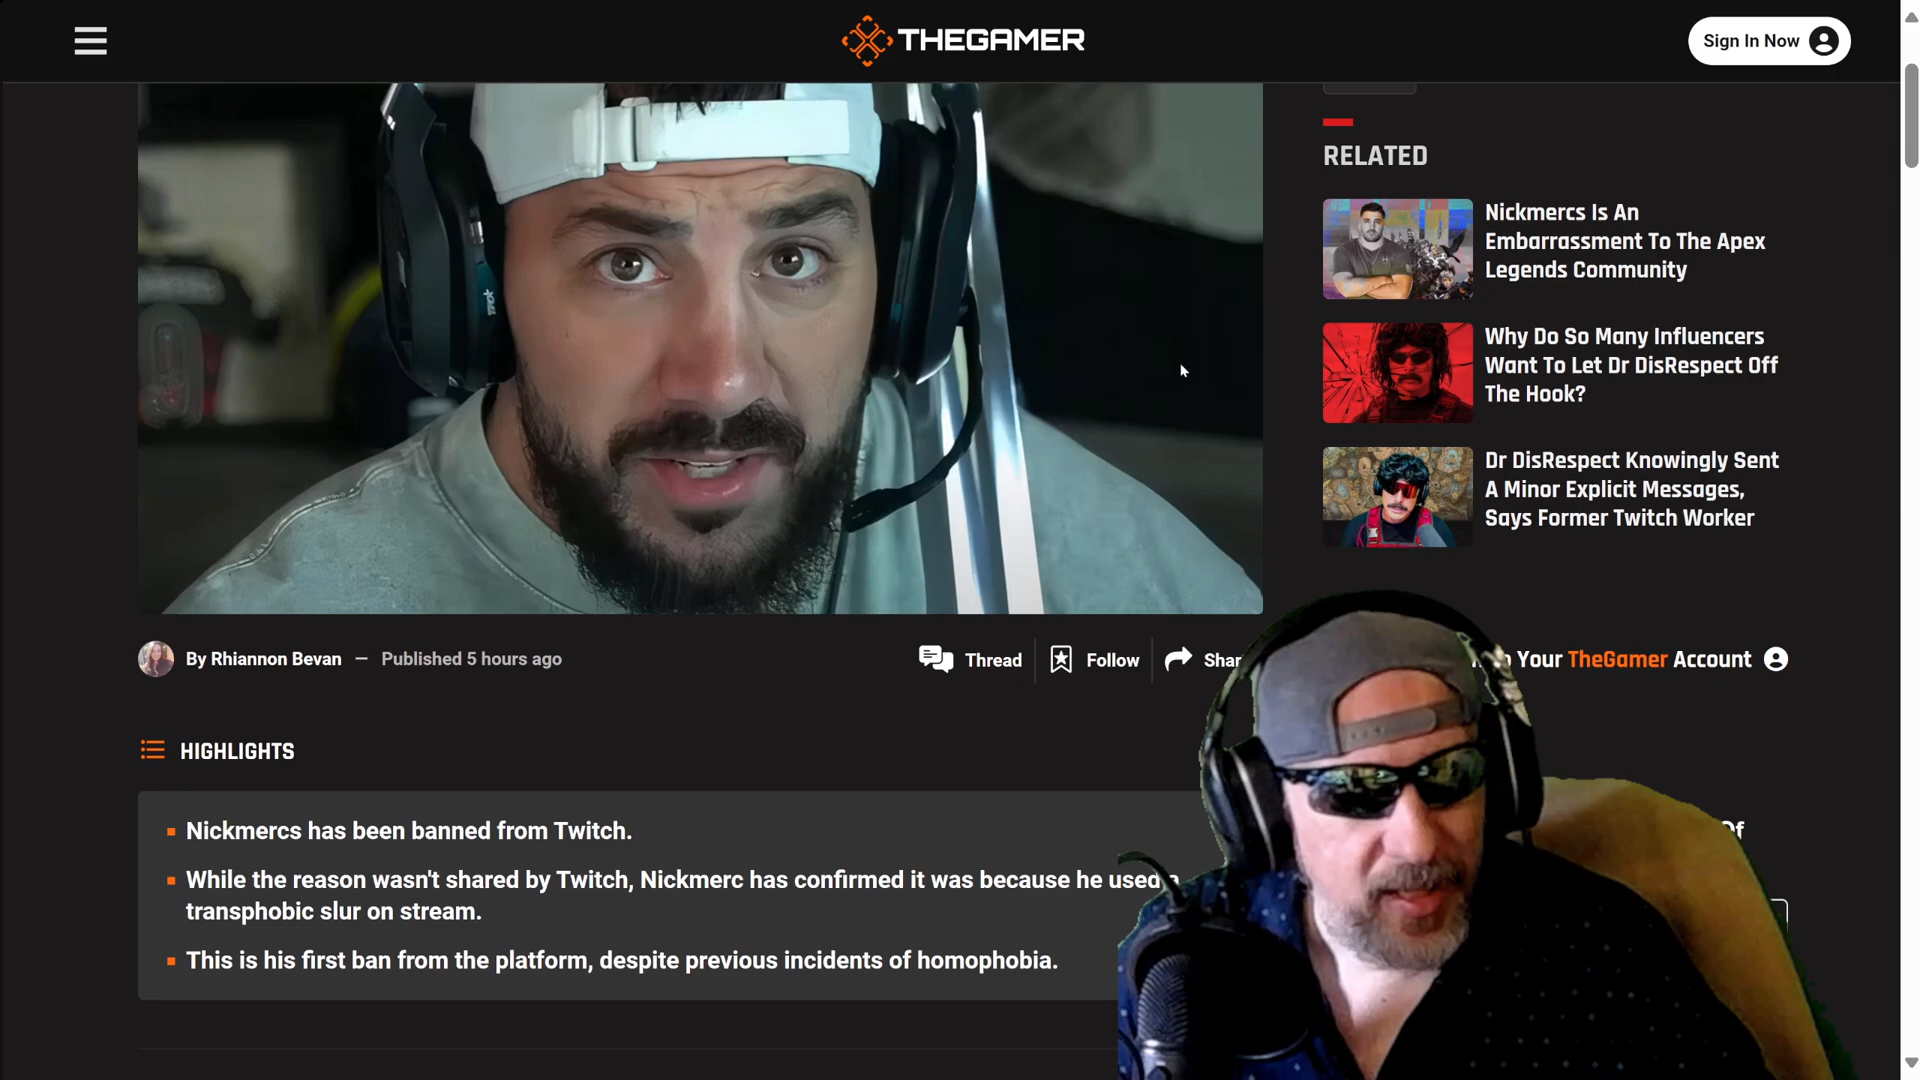 THEGAMER
Sign In Now
RELATED
Nickmercs Is An
Embarrassment To The Apex
Legends Community
Why Do So Many Influencers
Want To Let Dr DisRespect Off
The Hook?
Dr DisRespect Knowingly Sent
A Minor Explicit Messages,
Says Former Twitch Worker
By Rhiannon Bevan — Published 5 hours ago
Thread
Follow
Your TheGamer Account
HIGHLIGHTS
Nickmercs has been banned from Twitch.
While the reason wasn't shared by Twitch, Nickmerc has confirmed it was because he used a
transphobic slur on stream.
This is his first ban from the platform, despite previous incidents of homophobia.